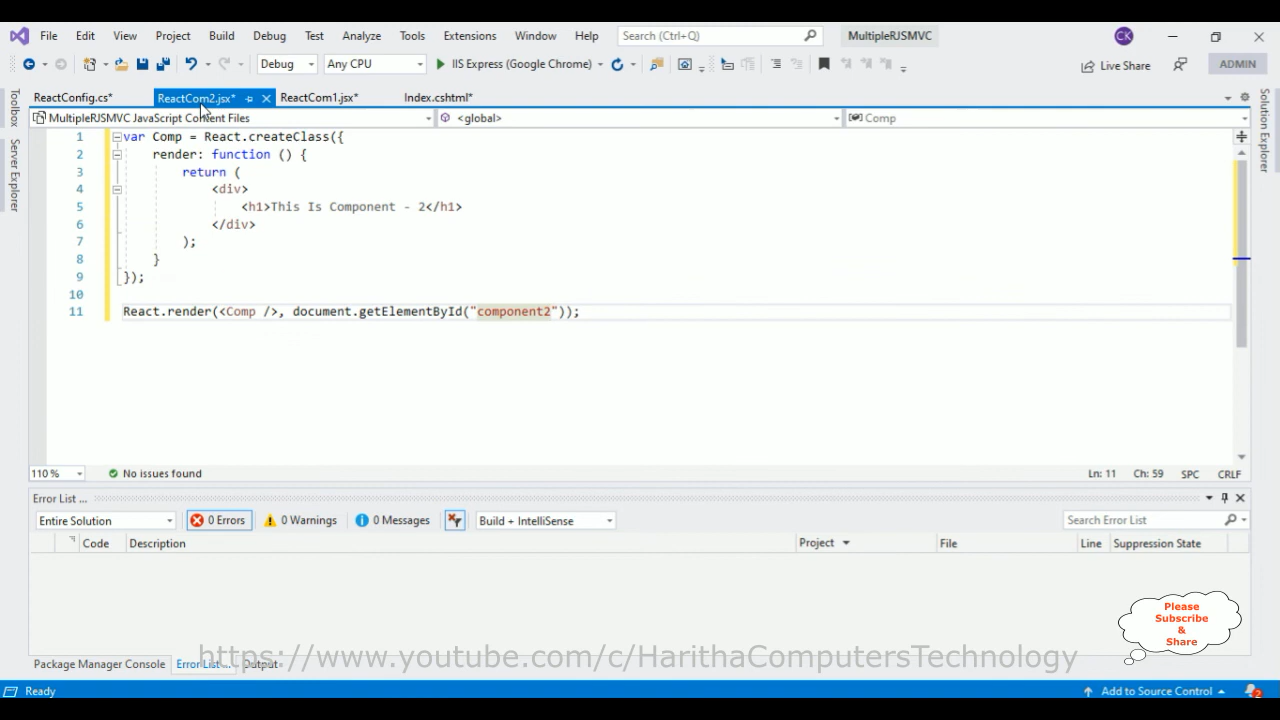 File Edit View Project Build Debug Test Analyze Tools Extensions Window Help Search (Ctrl+Q) MultipleRJSMVC CK
Debug Any CPU IIS Express (Google Chrome) Live Share ADMIN
ReactConfig.cs* ReactCom2.jsx* ReactCom1.jsx* Index.cshtml*
MultipleRJSMVC JavaScript Content Files <global> Comp
Toolbox
Server Explorer
Solution Explorer
1 var Comp = React.createClass({
2 render: function () {
3 return (
4 <div>
5 <h1>This Is Component - 2</h1>
6 </div>
7 );
8 }
9 });
10
11 React.render(<Comp />, document.getElementById("component2"));
110 % No issues found Ln: 11 Ch: 59 SPC CRLF
Error List ...
Entire Solution 0 Errors 0 Warnings 0 Messages Build + IntelliSense Search Error List
Code Description Project File Line Suppression State
Please
Subscribe
&
Share
https://www.youtube.com/c/HarithaComputersTechnology
Package Manager Console Error List ... Output
Ready Add to Source Control 2